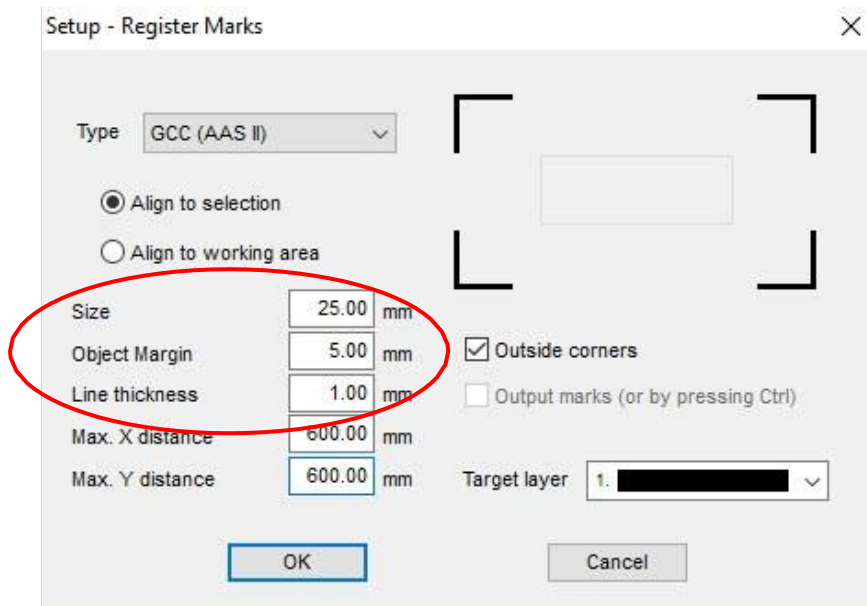 Setup - Register Marks
Type GCC (AAS II)
Align to selection
Align to working area
Size 25.00 mm
Object Margin 5.00 mm
Outside corners
Line thickness 1.00 mm
Output marks (or by pressing Ctrl)
Max. X distance 600.00 mm
Max. Y distance 600.00 mm
Target layer 1.
OK Cancel